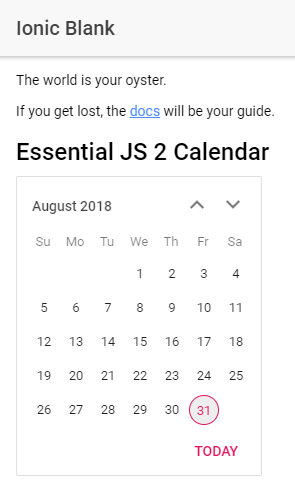 Ionic Blank
The world is your oyster.
If you get lost, the docs will be your guide.
Essential JS 2 Calendar
August 2018
Su Mo Tu We Th Fr Sa
1 2 3 4
5 6 7 8 9 10 11
12 13 14 15 16 17 18
19 20 21 22 23 24 25
26 27 28 29 30 31
TODAY